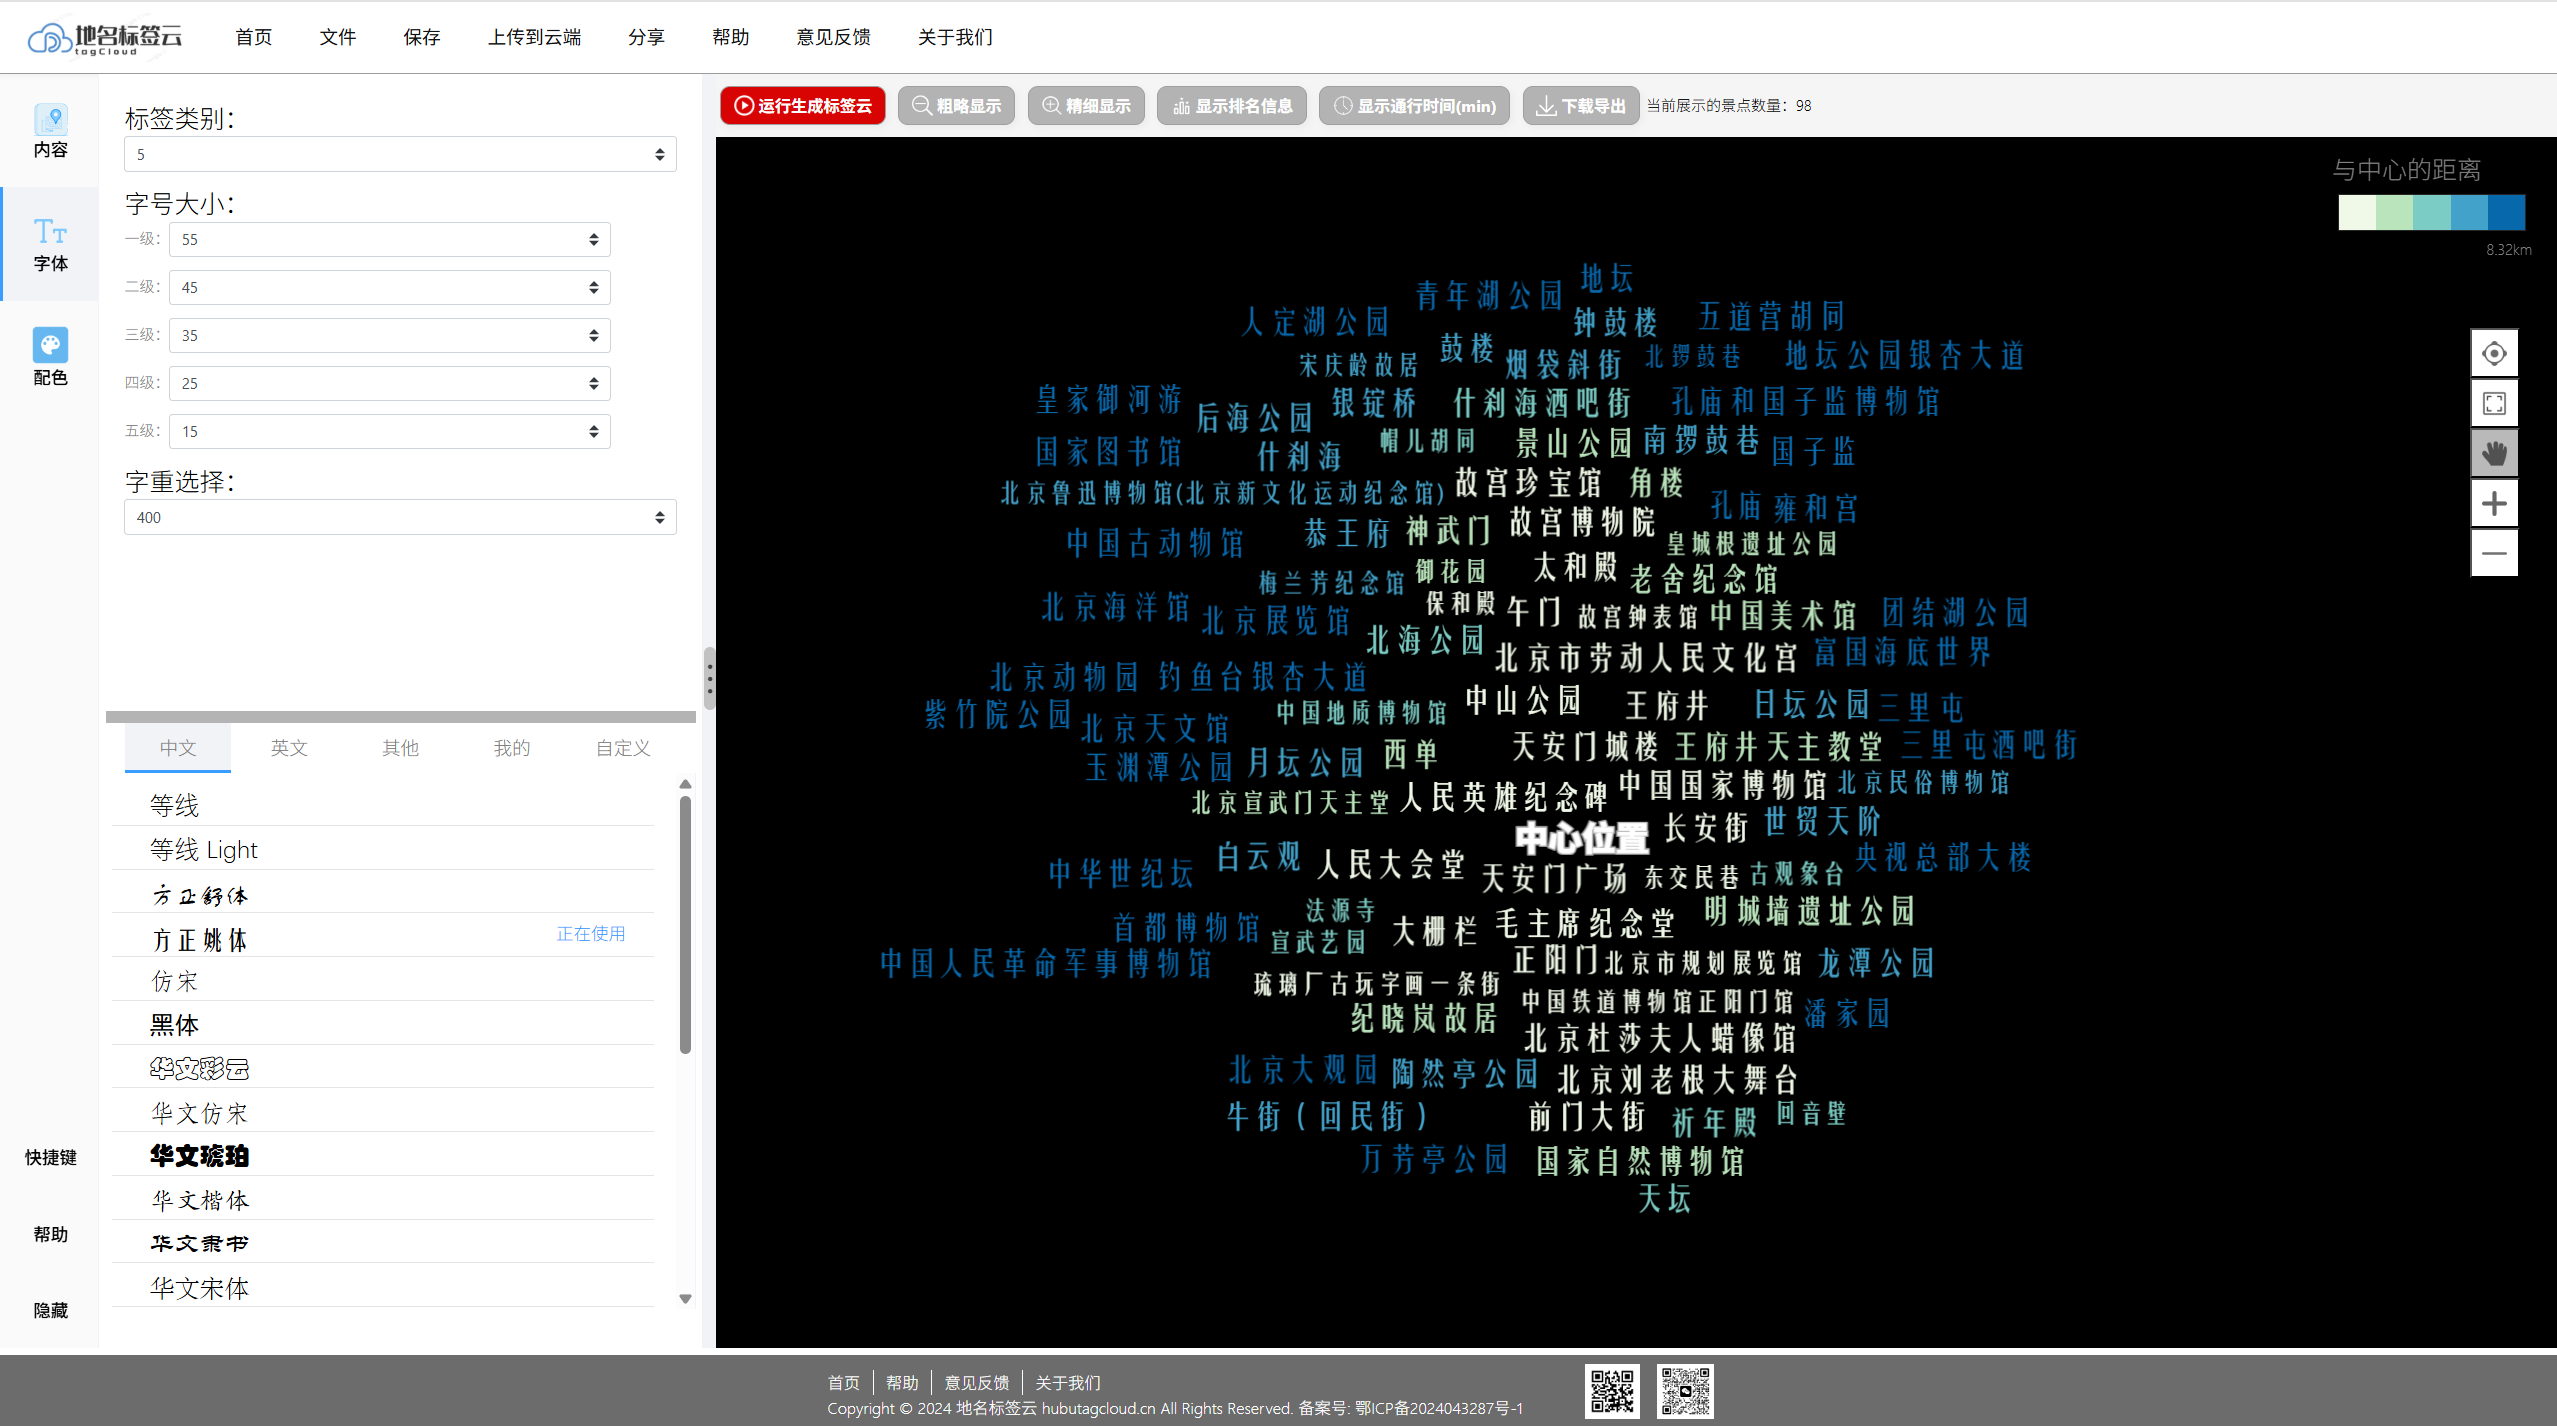 地名标签云
tagCloud
首页 文件 保存 上传到云端 分享 帮助 意见反馈 关于我们
内容
字体
配色
快捷键
帮助
隐藏
标签类别：
5
字号大小：
一级： 55
二级： 45
三级： 35
四级： 25
五级： 15
字重选择：
400
中文 英文 其他 我的 自定义
等线
等线 Light
方正舒体
方正姚体 正在使用
仿宋
黑体
华文彩云
华文仿宋
华文琥珀
华文楷体
华文隶书
华文宋体
运行生成标签云 粗略显示 精细显示 显示排名信息 显示通行时间(min) 下载导出 当前展示的景点数量：98
与中心的距离
8.32km
地坛
青年湖公园
人定湖公园 钟鼓楼 五道营胡同
鼓楼
宋庆龄故居 烟袋斜街 北锣鼓巷 地坛公园银杏大道
皇家御河游 后海公园 银锭桥 什刹海酒吧街 孔庙和国子监博物馆
国家图书馆 什刹海 帽儿胡同 景山公园 南锣鼓巷 国子监
北京鲁迅博物馆(北京新文化运动纪念馆) 故宫珍宝馆 角楼
孔庙 雍和宫
中国古动物馆 恭王府 神武门 故宫博物院 皇城根遗址公园
梅兰芳纪念馆 御花园 太和殿 老舍纪念馆
北京海洋馆 北京展览馆 保和殿 午门 故宫钟表馆 中国美术馆 团结湖公园
北海公园 北京市劳动人民文化宫 富国海底世界
北京动物园 钓鱼台银杏大道
紫竹院公园 北京天文馆 中国地质博物馆 中山公园 王府井 日坛公园 三里屯
玉渊潭公园 月坛公园 西单 天安门城楼 王府井天主教堂 三里屯酒吧街
北京宣武门天主堂 人民英雄纪念碑 中国国家博物馆 北京民俗博物馆
中心位置 长安街 世贸天阶
中华世纪坛 白云观 人民大会堂 天安门广场 东交民巷 古观象台 央视总部大楼
首都博物馆 法源寺 大栅栏 毛主席纪念堂 明城墙遗址公园
宣武艺园
中国人民革命军事博物馆 正阳门 北京市规划展览馆 龙潭公园
琉璃厂古玩字画一条街 中国铁道博物馆正阳门馆 潘家园
纪晓岚故居 北京杜莎夫人蜡像馆
北京大观园 陶然亭公园 北京刘老根大舞台
牛街（回民街） 前门大街 祈年殿 回音壁
万芳亭公园 国家自然博物馆
天坛
首页 帮助 意见反馈 关于我们
Copyright © 2024 地名标签云 hubutagcloud.cn All Rights Reserved. 备案号: 鄂ICP备2024043287号-1